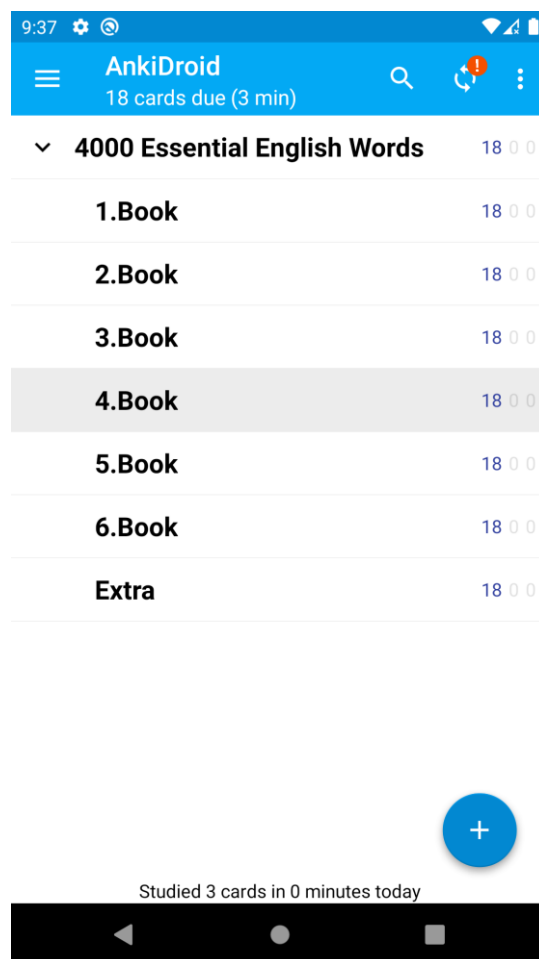 9:37
AnkiDroid
18 cards due (3 min)
!
4000 Essential English Words 18 0 0
1.Book 18 0 0
2.Book 18 0 0
3.Book 18 0 0
4.Book 18 0 0
5.Book 18 0 0
6.Book 18 0 0
Extra 18 0 0
+
Studied 3 cards in 0 minutes today